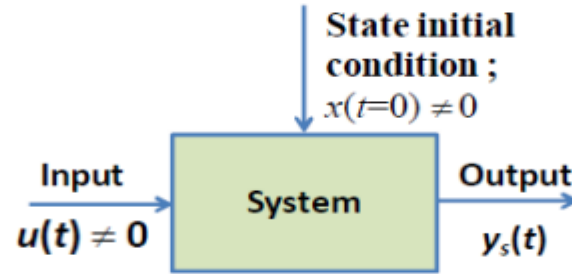 State initial
condition ;
x(t=0) ≠ 0
Input
u(t) ≠ 0
System
Output
yₛ(t)